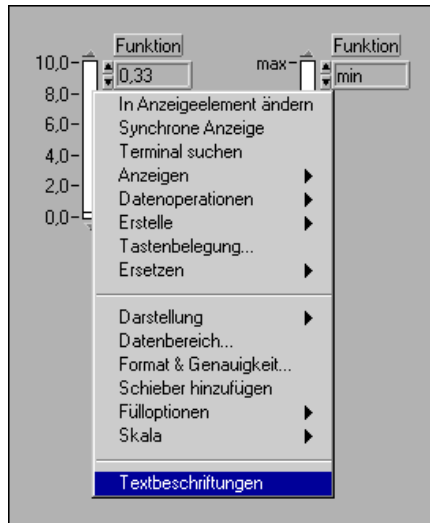 Funktion
10,0
0,33
8,0
6,0
4,0
2,0
0,0
Funktion
max
min
In Anzeigeelement ändern
Synchrone Anzeige
Terminal suchen
Anzeigen
Datenoperationen
Erstelle
Tastenbelegung...
Ersetzen
Darstellung
Datenbereich...
Format & Genauigkeit...
Schieber hinzufügen
Fülloptionen
Skala
Textbeschriftungen